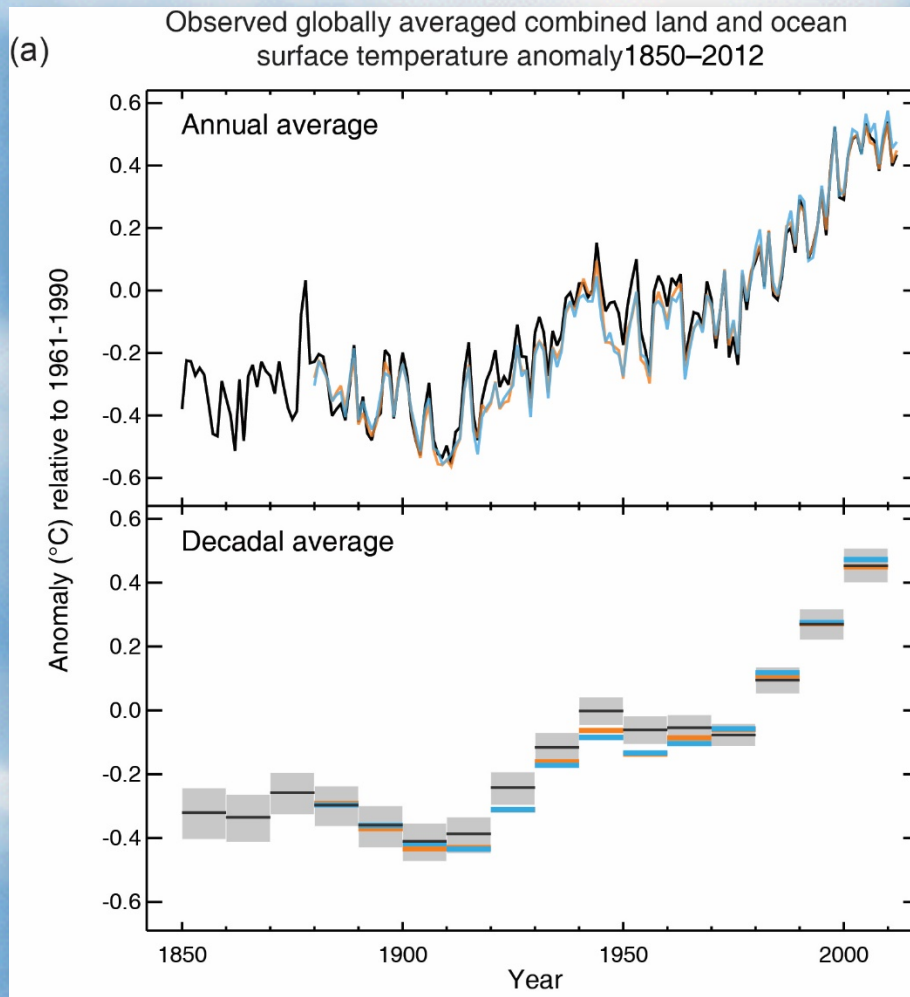 (a)
Observed globally averaged combined land and ocean
surface temperature anomaly1850–2012
Anomaly (°C) relative to 1961-1990
Annual average
0.6
0.4
0.2
0.0
-0.2
-0.4
-0.6
Decadal average
0.6
0.4
0.2
0.0
-0.2
-0.4
-0.6
1850 1900 1950 2000
Year